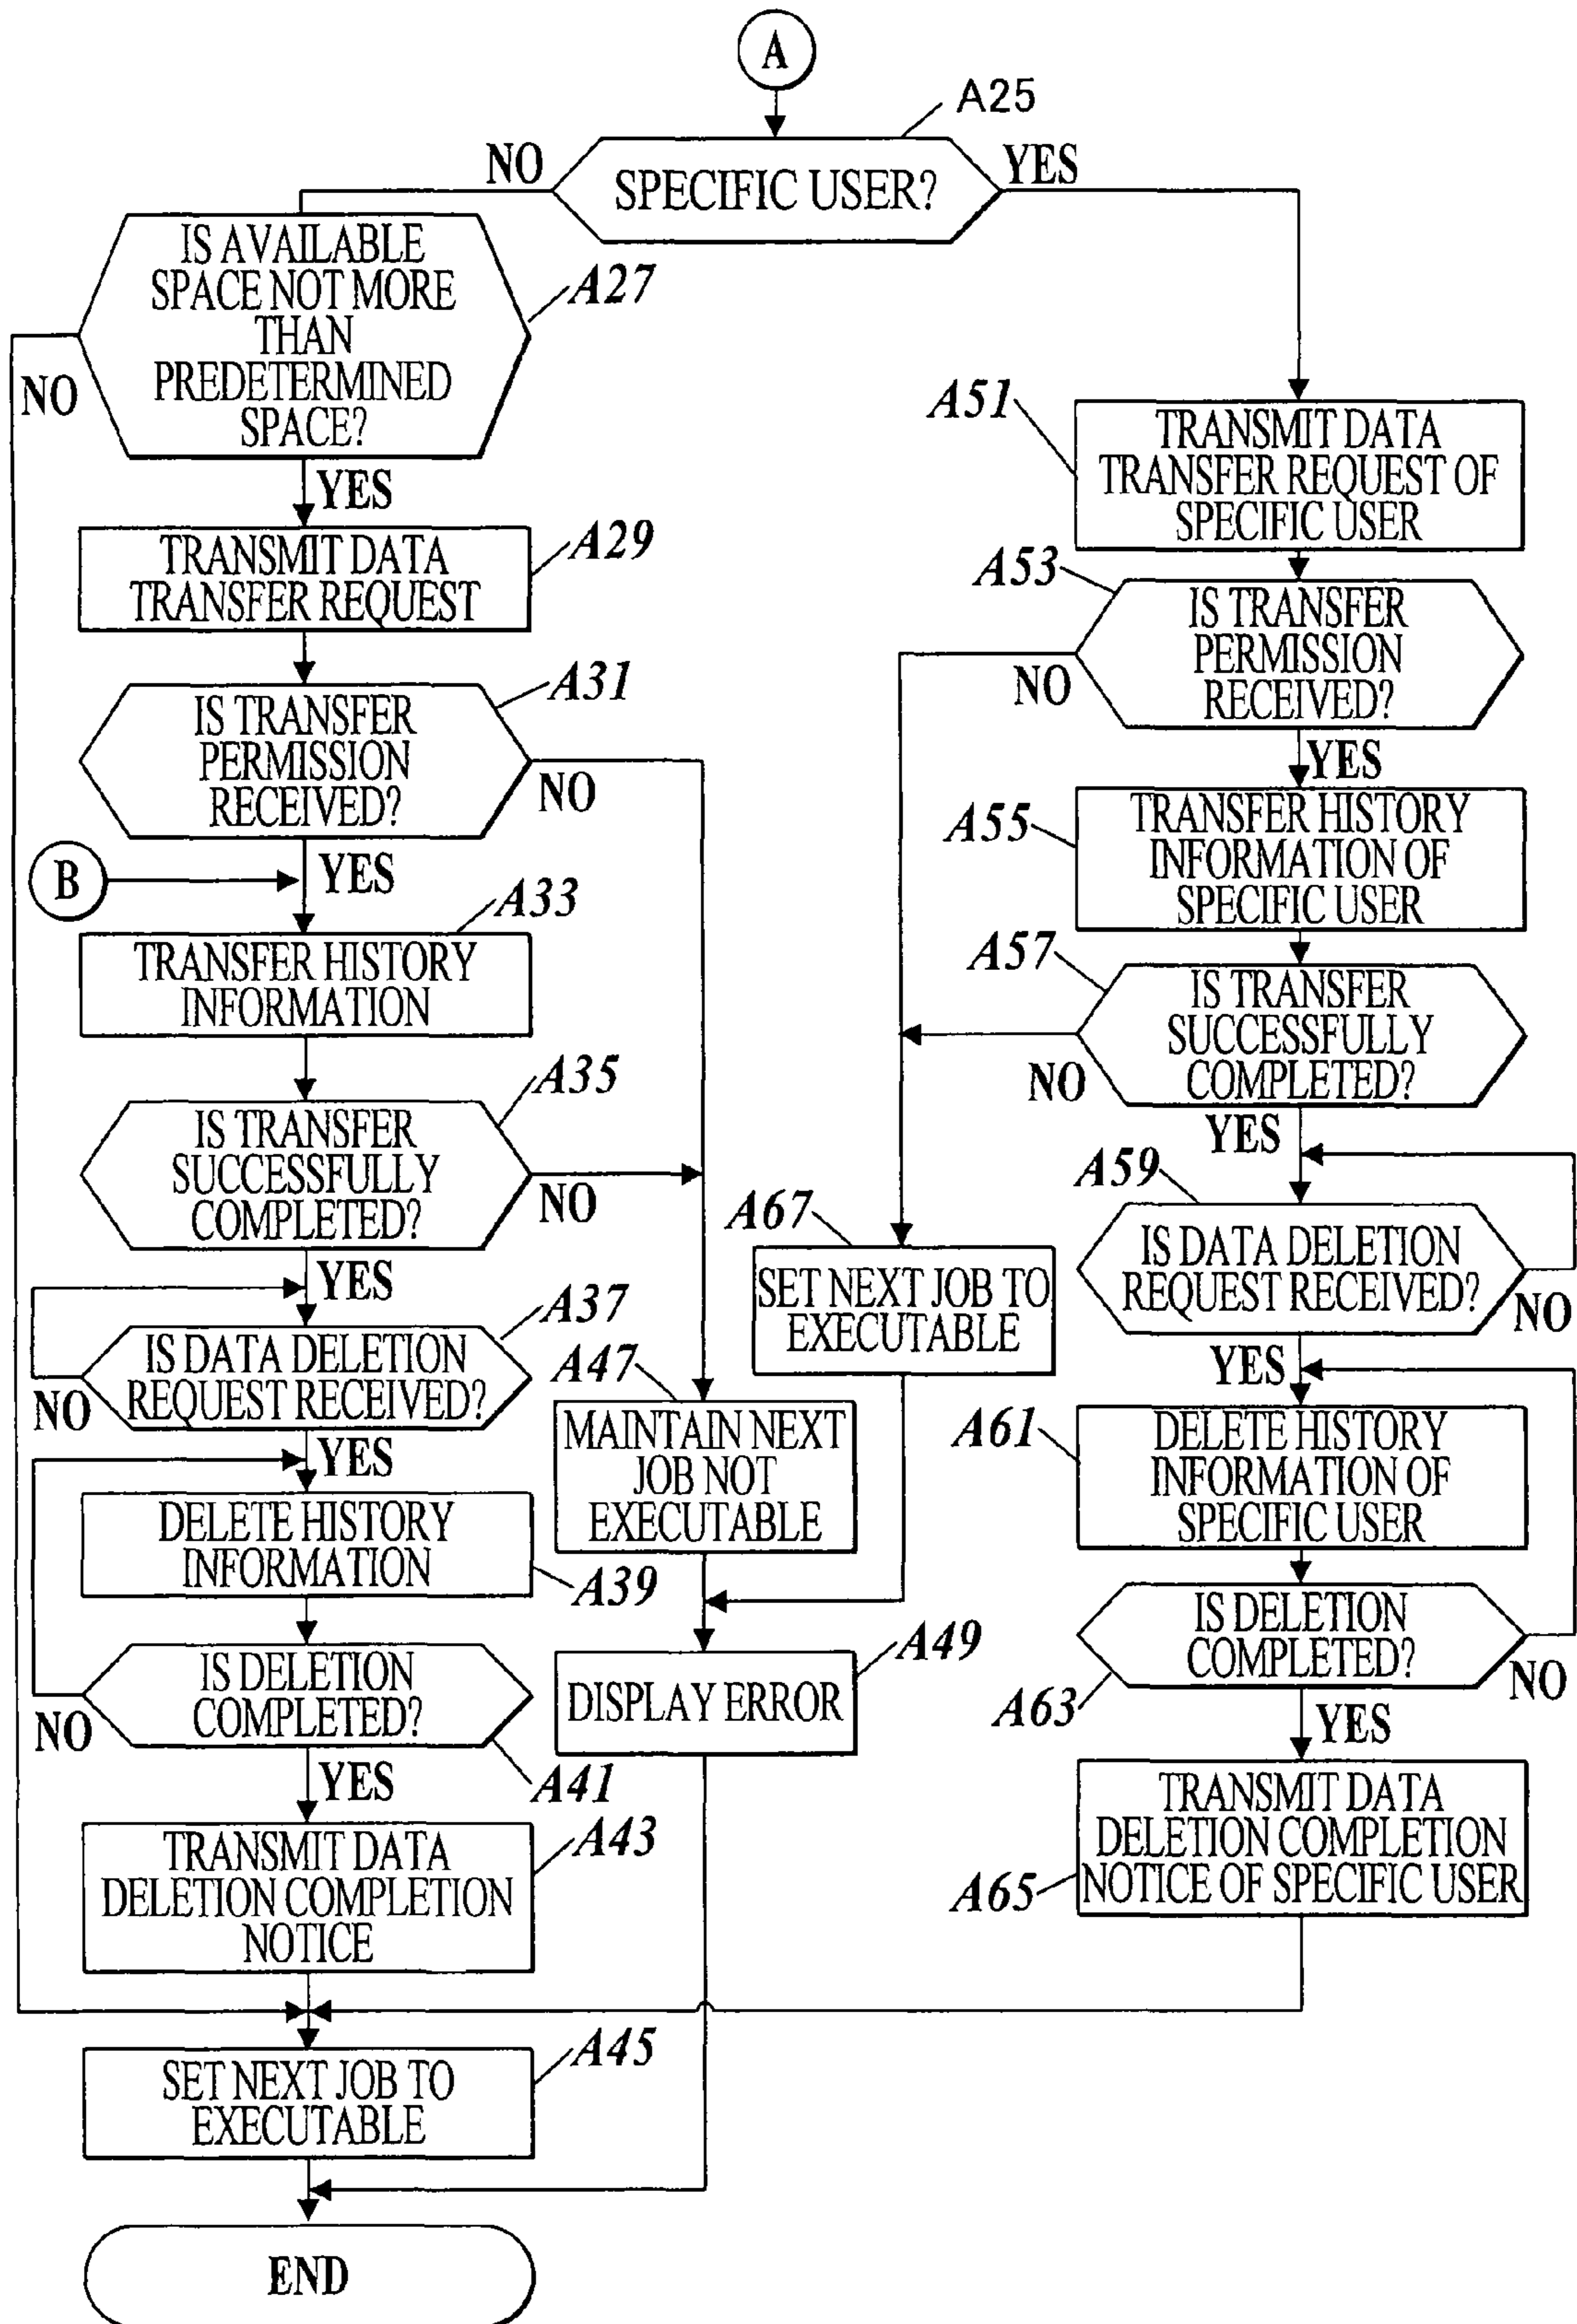 A
A25
NO
SPECIFIC USER?
YES
IS AVAILABLE
SPACE NOT MORE
THAN
PREDETERMINED
SPACE?
A27
NO
YES
TRANSMIT DATA
TRANSFER REQUEST
A29
IS TRANSFER
PERMISSION
RECEIVED?
A31
NO
B
YES
A33
TRANSFER HISTORY
INFORMATION
A35
IS TRANSFER
SUCCESSFULLY
COMPLETED?
NO
YES
A37
IS DATA DELETION
REQUEST RECEIVED?
NO
YES
DELETE HISTORY
INFORMATION
A39
IS DELETION
COMPLETED?
NO
A41
YES
A43
TRANSMIT DATA
DELETION COMPLETION
NOTICE
A45
SET NEXT JOB TO
EXECUTABLE
END
A47
MAINTAIN NEXT
JOB NOT
EXECUTABLE
A49
DISPLAY ERROR
A67
SET NEXT JOB TO
EXECUTABLE
A51
TRANSMIT DATA
TRANSFER REQUEST OF
SPECIFIC USER
A53
IS TRANSFER
PERMISSION
RECEIVED?
NO
YES
A55
TRANSFER HISTORY
INFORMATION OF
SPECIFIC USER
A57
IS TRANSFER
SUCCESSFULLY
COMPLETED?
NO
YES
A59
IS DATA DELETION
REQUEST RECEIVED?
NO
YES
A61
DELETE HISTORY
INFORMATION OF
SPECIFIC USER
IS DELETION
COMPLETED?
NO
A63
YES
TRANSMIT DATA
DELETION COMPLETION
NOTICE OF SPECIFIC USER
A65